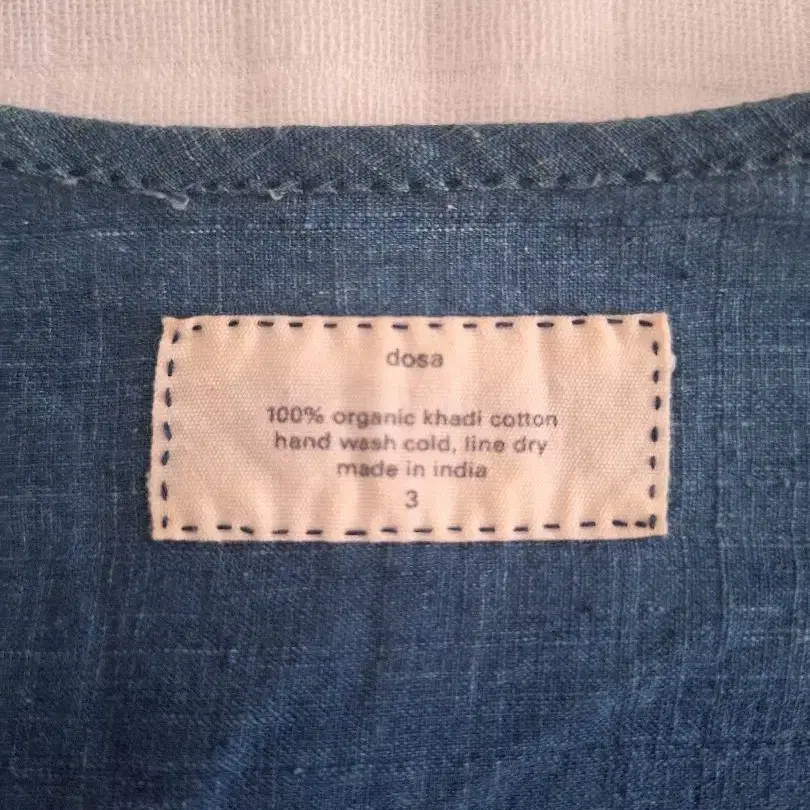 dosa
100% organic khadi cotton
hand wash cold, line dry
made in india
3